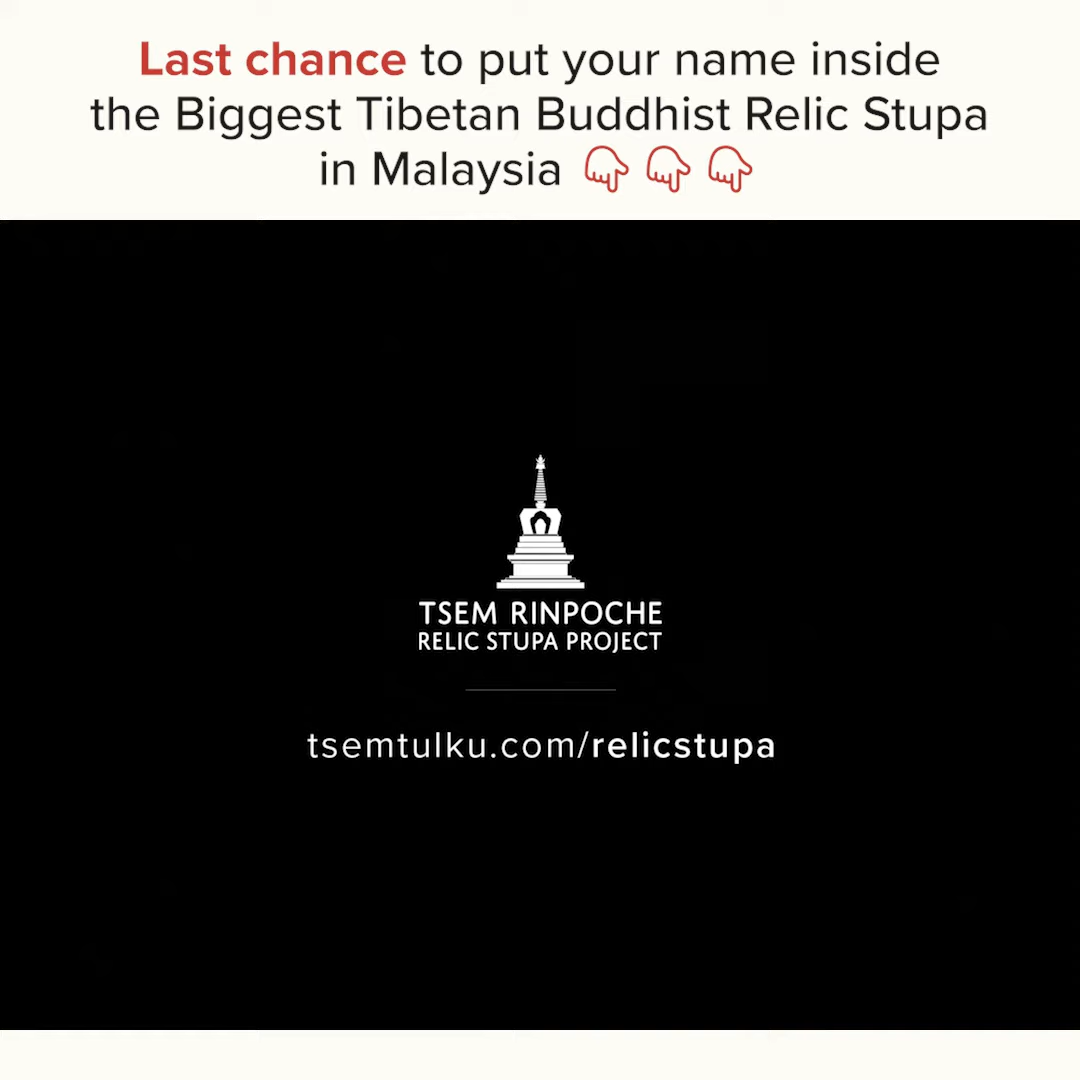 Last chance to put your name inside
the Biggest Tibetan Buddhist Relic Stupa
in Malaysia
TSEM RINPOCHE
RELIC STUPA PROJECT
tsemtulku.com/relicstupa